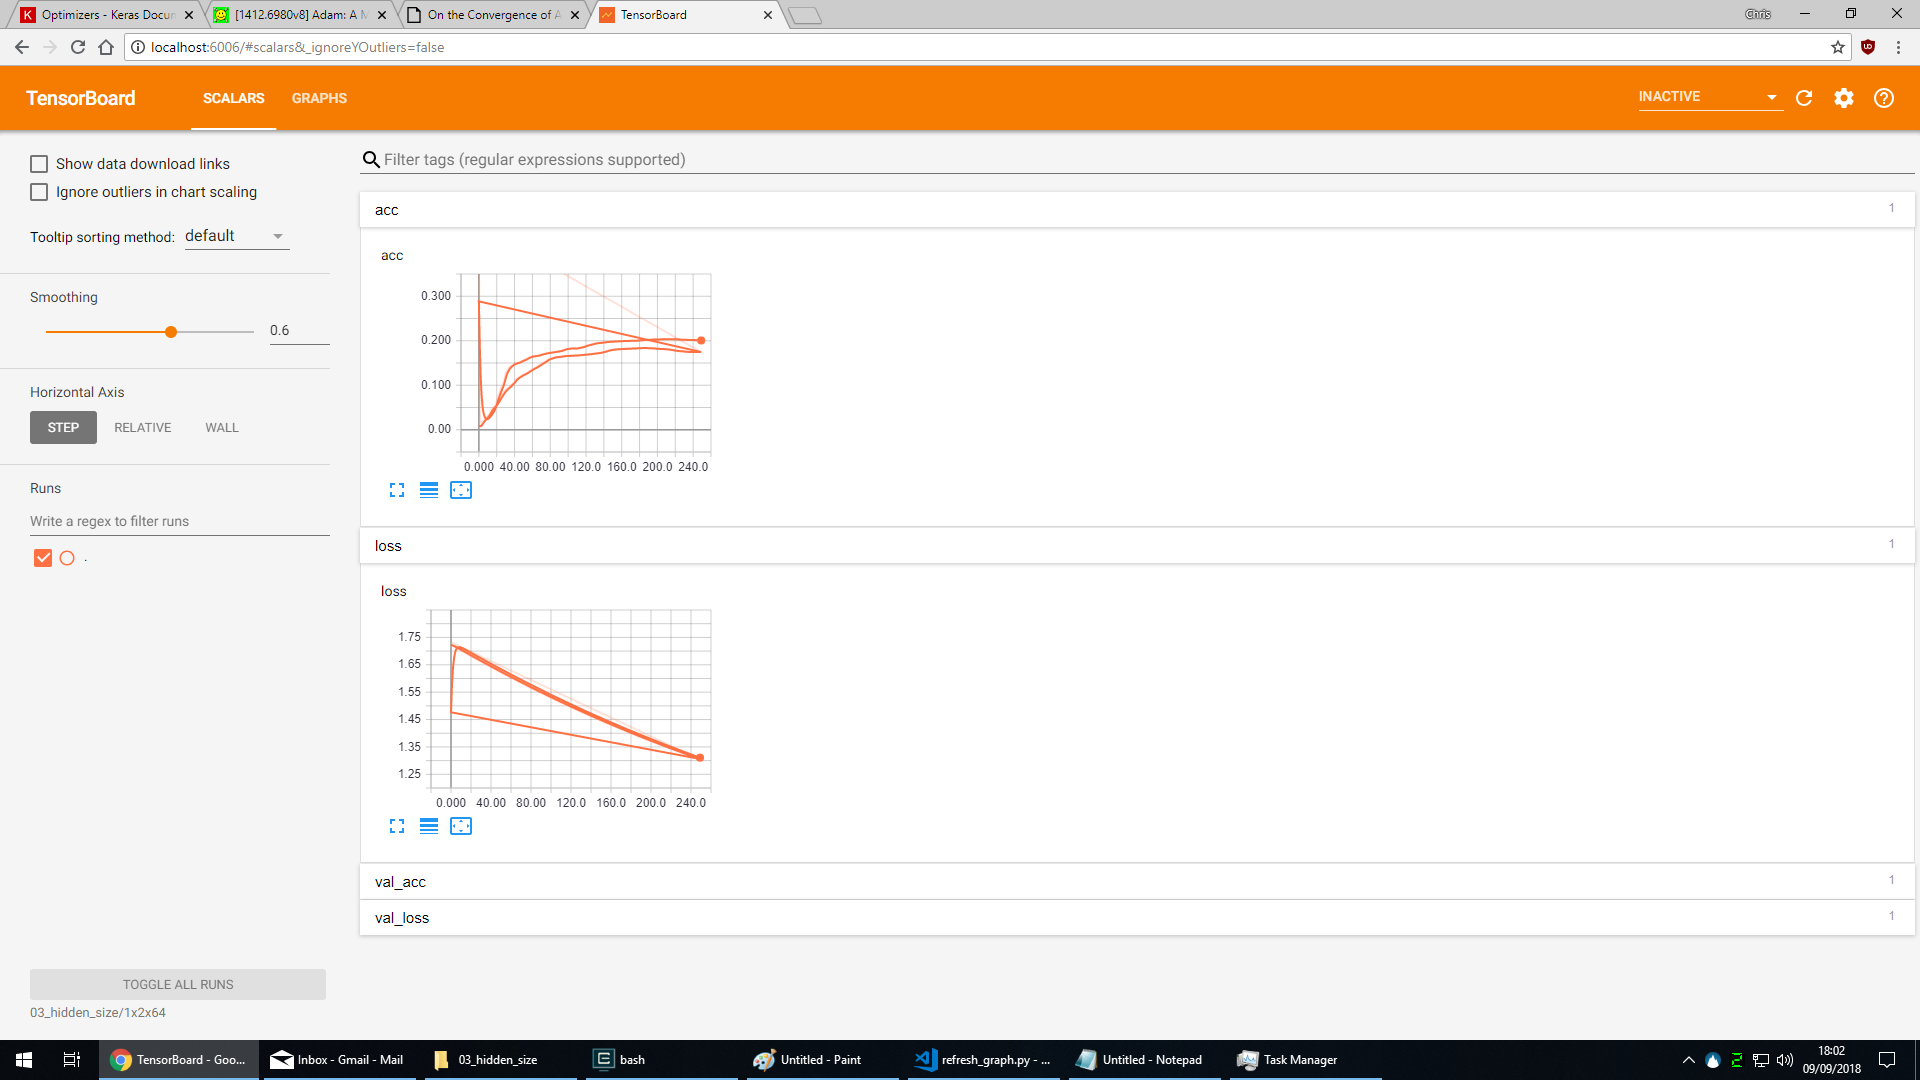 Optimizers - Keras Docun
[1412.6980v8] Adam: A M
On the Convergence of A
TensorBoard
Chris
localhost:6006/#scalars&_ignoreYOutliers=false
TensorBoard
SCALARS
GRAPHS
INACTIVE
Show data download links
Ignore outliers in chart scaling
Tooltip sorting method: default
Smoothing
0.6
Horizontal Axis
STEP
RELATIVE
WALL
Runs
Write a regex to filter runs
.
TOGGLE ALL RUNS
03_hidden_size/1x2x64
Filter tags (regular expressions supported)
acc
1
acc
0.300
0.200
0.100
0.00
0.000 40.00 80.00 120.0 160.0 200.0 240.0
loss
1
loss
1.75
1.65
1.55
1.45
1.35
1.25
0.000 40.00 80.00 120.0 160.0 200.0 240.0
val_acc
1
val_loss
1
TensorBoard - Goo...
Inbox - Gmail - Mail
03_hidden_size
bash
Untitled - Paint
refresh_graph.py - ...
Untitled - Notepad
Task Manager
18:02
09/09/2018